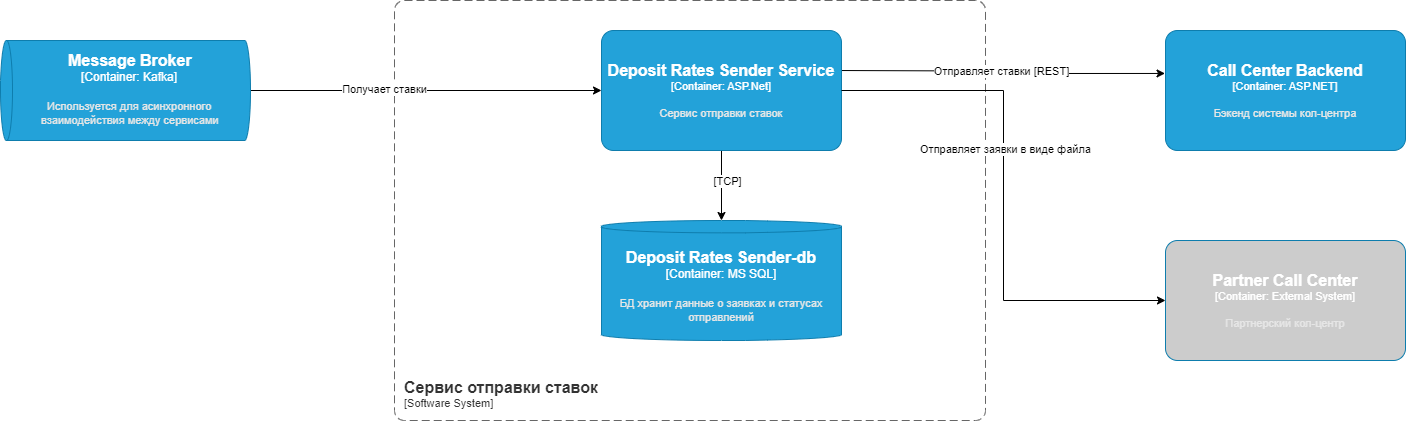 Message Broker
[Container: Kafka]
Используется для асинхронного
взаимодействия между сервисами
Получает ставки
Deposit Rates Sender Service
[Container: ASP.Net]
Сервис отправки ставок
Отправляет ставки [REST]
Call Center Backend
[Container: ASP.NET]
Бэкенд системы кол-центра
Отправляет заявки в виде файла
[TCP]
Deposit Rates Sender-db
[Container: MS SQL]
БД хранит данные о заявках и статусах
отправлений
Partner Call Center
[Container: External System]
Партнерский кол-центр
Сервис отправки ставок
[Software System]